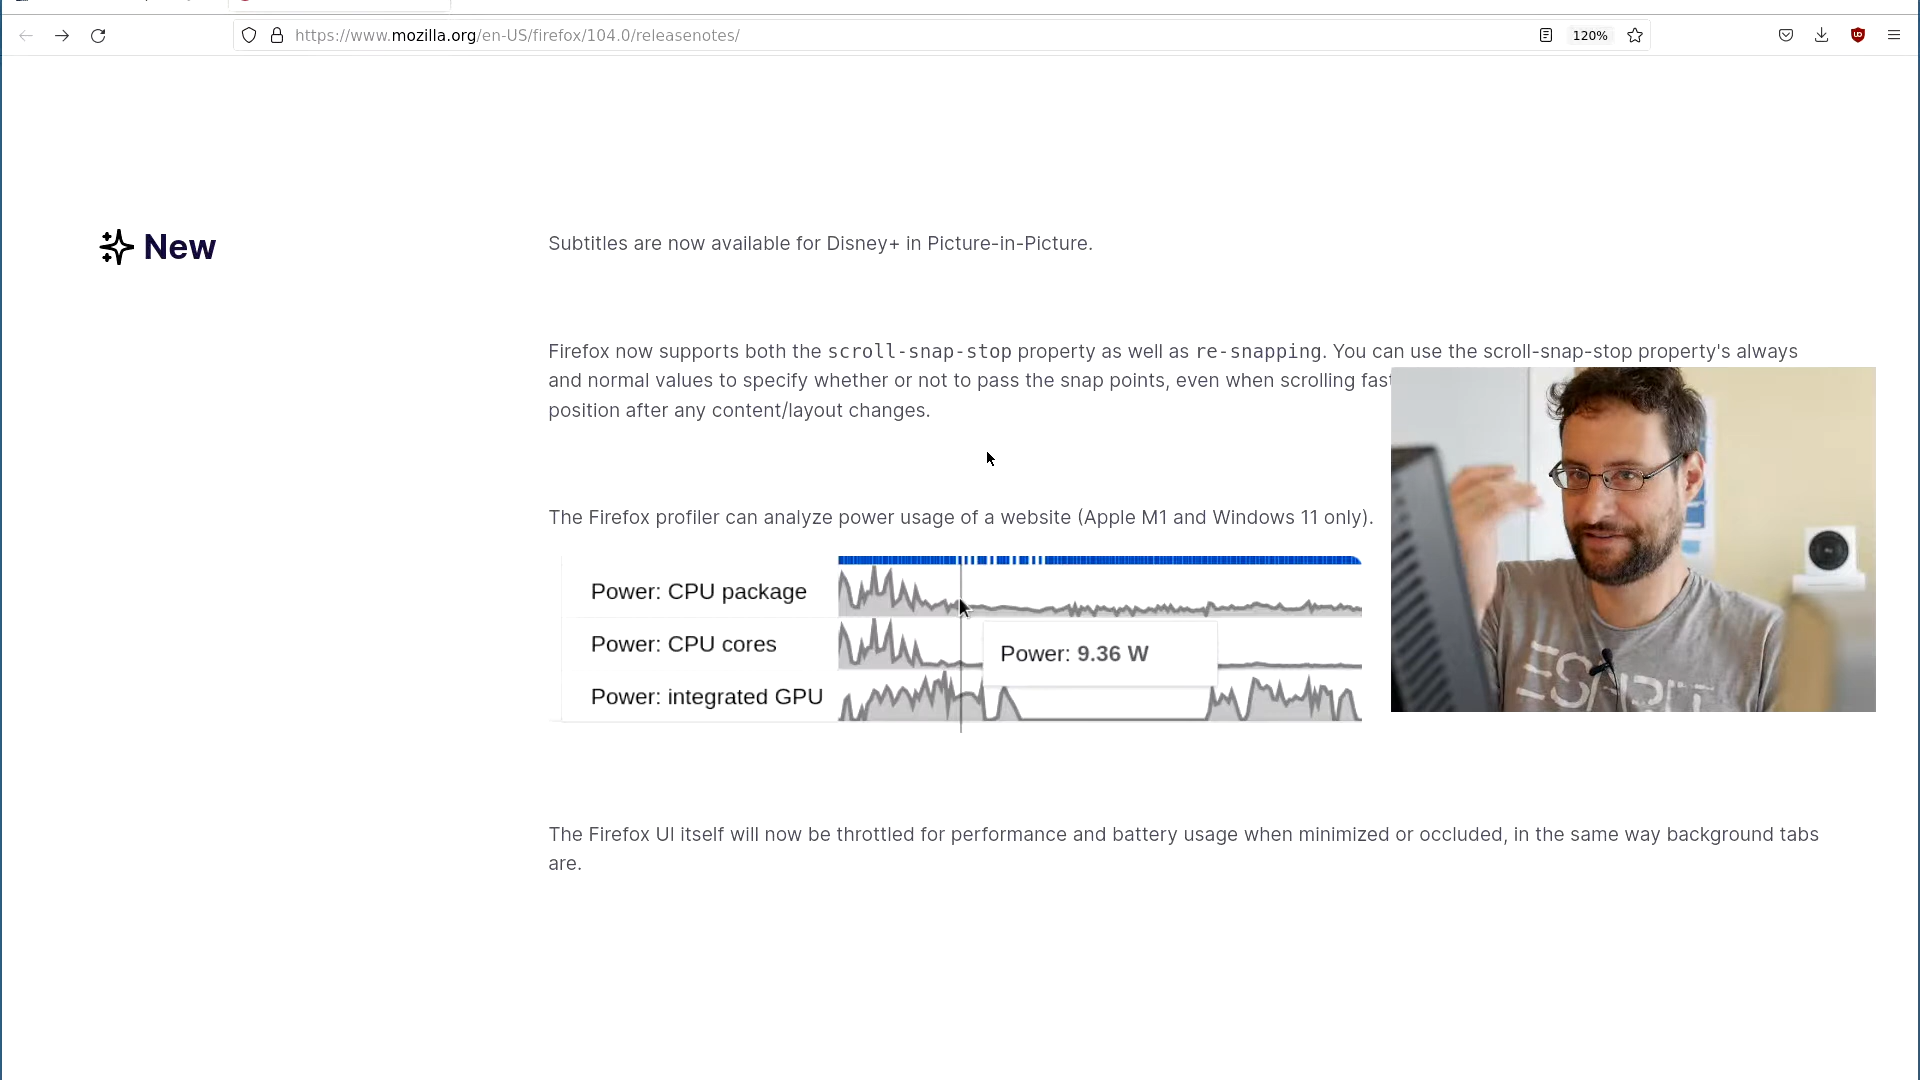 https://www.mozilla.org/en-US/firefox/104.0/releasenotes/
120%
New
Subtitles are now available for Disney+ in Picture-in-Picture.
Firefox now supports both the scroll-snap-stop property as well as re-snapping. You can use the scroll-snap-stop property's always
and normal values to specify whether or not to pass the snap points, even when scrolling fast
position after any content/layout changes.
The Firefox profiler can analyze power usage of a website (Apple M1 and Windows 11 only).
Power: CPU package
Power: CPU cores
Power: 9.36 W
Power: integrated GPU
ESPRIT
The Firefox UI itself will now be throttled for performance and battery usage when minimized or occluded, in the same way background tabs
are.